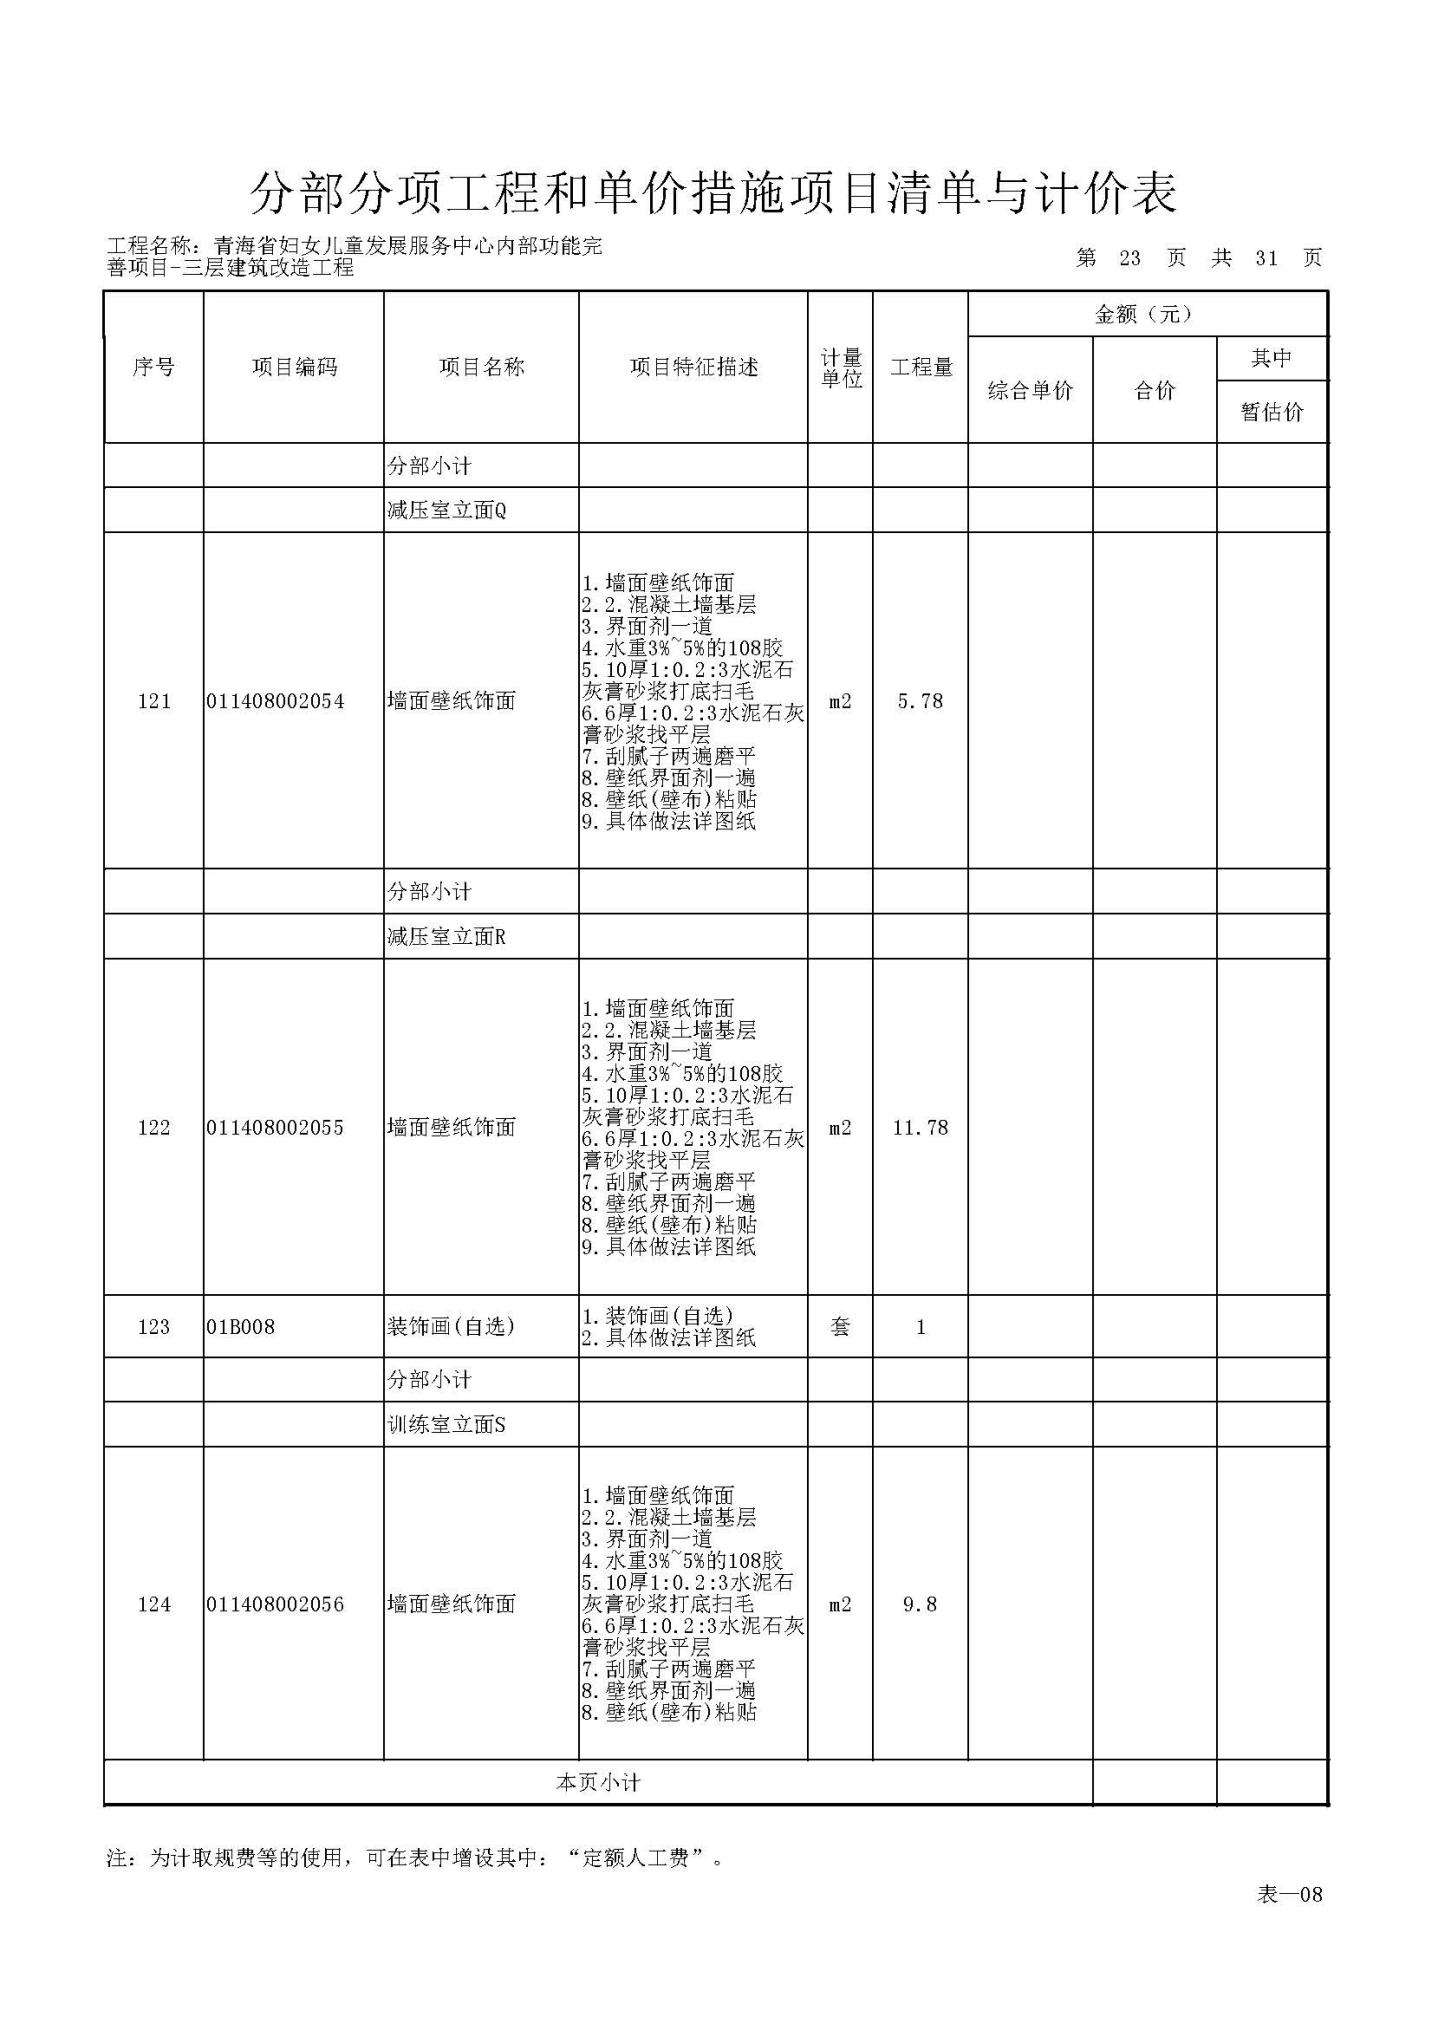 分部分项工程和单价措施项目清单与计价表
工程名称：青海省妇女儿童发展服务中心内部功能完
善项目-三层建筑改造工程
第 23 页 共 31 页
序号
项目编码
项目名称
项目特征描述
计量
单位
工程量
金额（元）
综合单价
合价
其中
暂估价
分部小计
减压室立面Q
121
011408002054
墙面壁纸饰面
1.墙面壁纸饰面
2.2.混凝土墙基层
3.界面剂一道
4.水重3%~5%的108胶
5.10厚1:0.2:3水泥石
灰膏砂浆打底扫毛
6.6厚1:0.2:3水泥石灰
膏砂浆找平层
7.刮腻子两遍磨平
8.壁纸界面剂一遍
8.壁纸(壁布)粘贴
9.具体做法详图纸
m2
5.78
分部小计
减压室立面R
122
011408002055
墙面壁纸饰面
1.墙面壁纸饰面
2.2.混凝土墙基层
3.界面剂一道
4.水重3%~5%的108胶
5.10厚1:0.2:3水泥石
灰膏砂浆打底扫毛
6.6厚1:0.2:3水泥石灰
膏砂浆找平层
7.刮腻子两遍磨平
8.壁纸界面剂一遍
8.壁纸(壁布)粘贴
9.具体做法详图纸
m2
11.78
123
01B008
装饰画(自选)
1.装饰画(自选)
2.具体做法详图纸
套
1
分部小计
训练室立面S
124
011408002056
墙面壁纸饰面
1.墙面壁纸饰面
2.2.混凝土墙基层
3.界面剂一道
4.水重3%~5%的108胶
5.10厚1:0.2:3水泥石
灰膏砂浆打底扫毛
6.6厚1:0.2:3水泥石灰
膏砂浆找平层
7.刮腻子两遍磨平
8.壁纸界面剂一遍
8.壁纸(壁布)粘贴
m2
9.8
本页小计
注：为计取规费等的使用，可在表中增设其中：“定额人工费”。
表—08